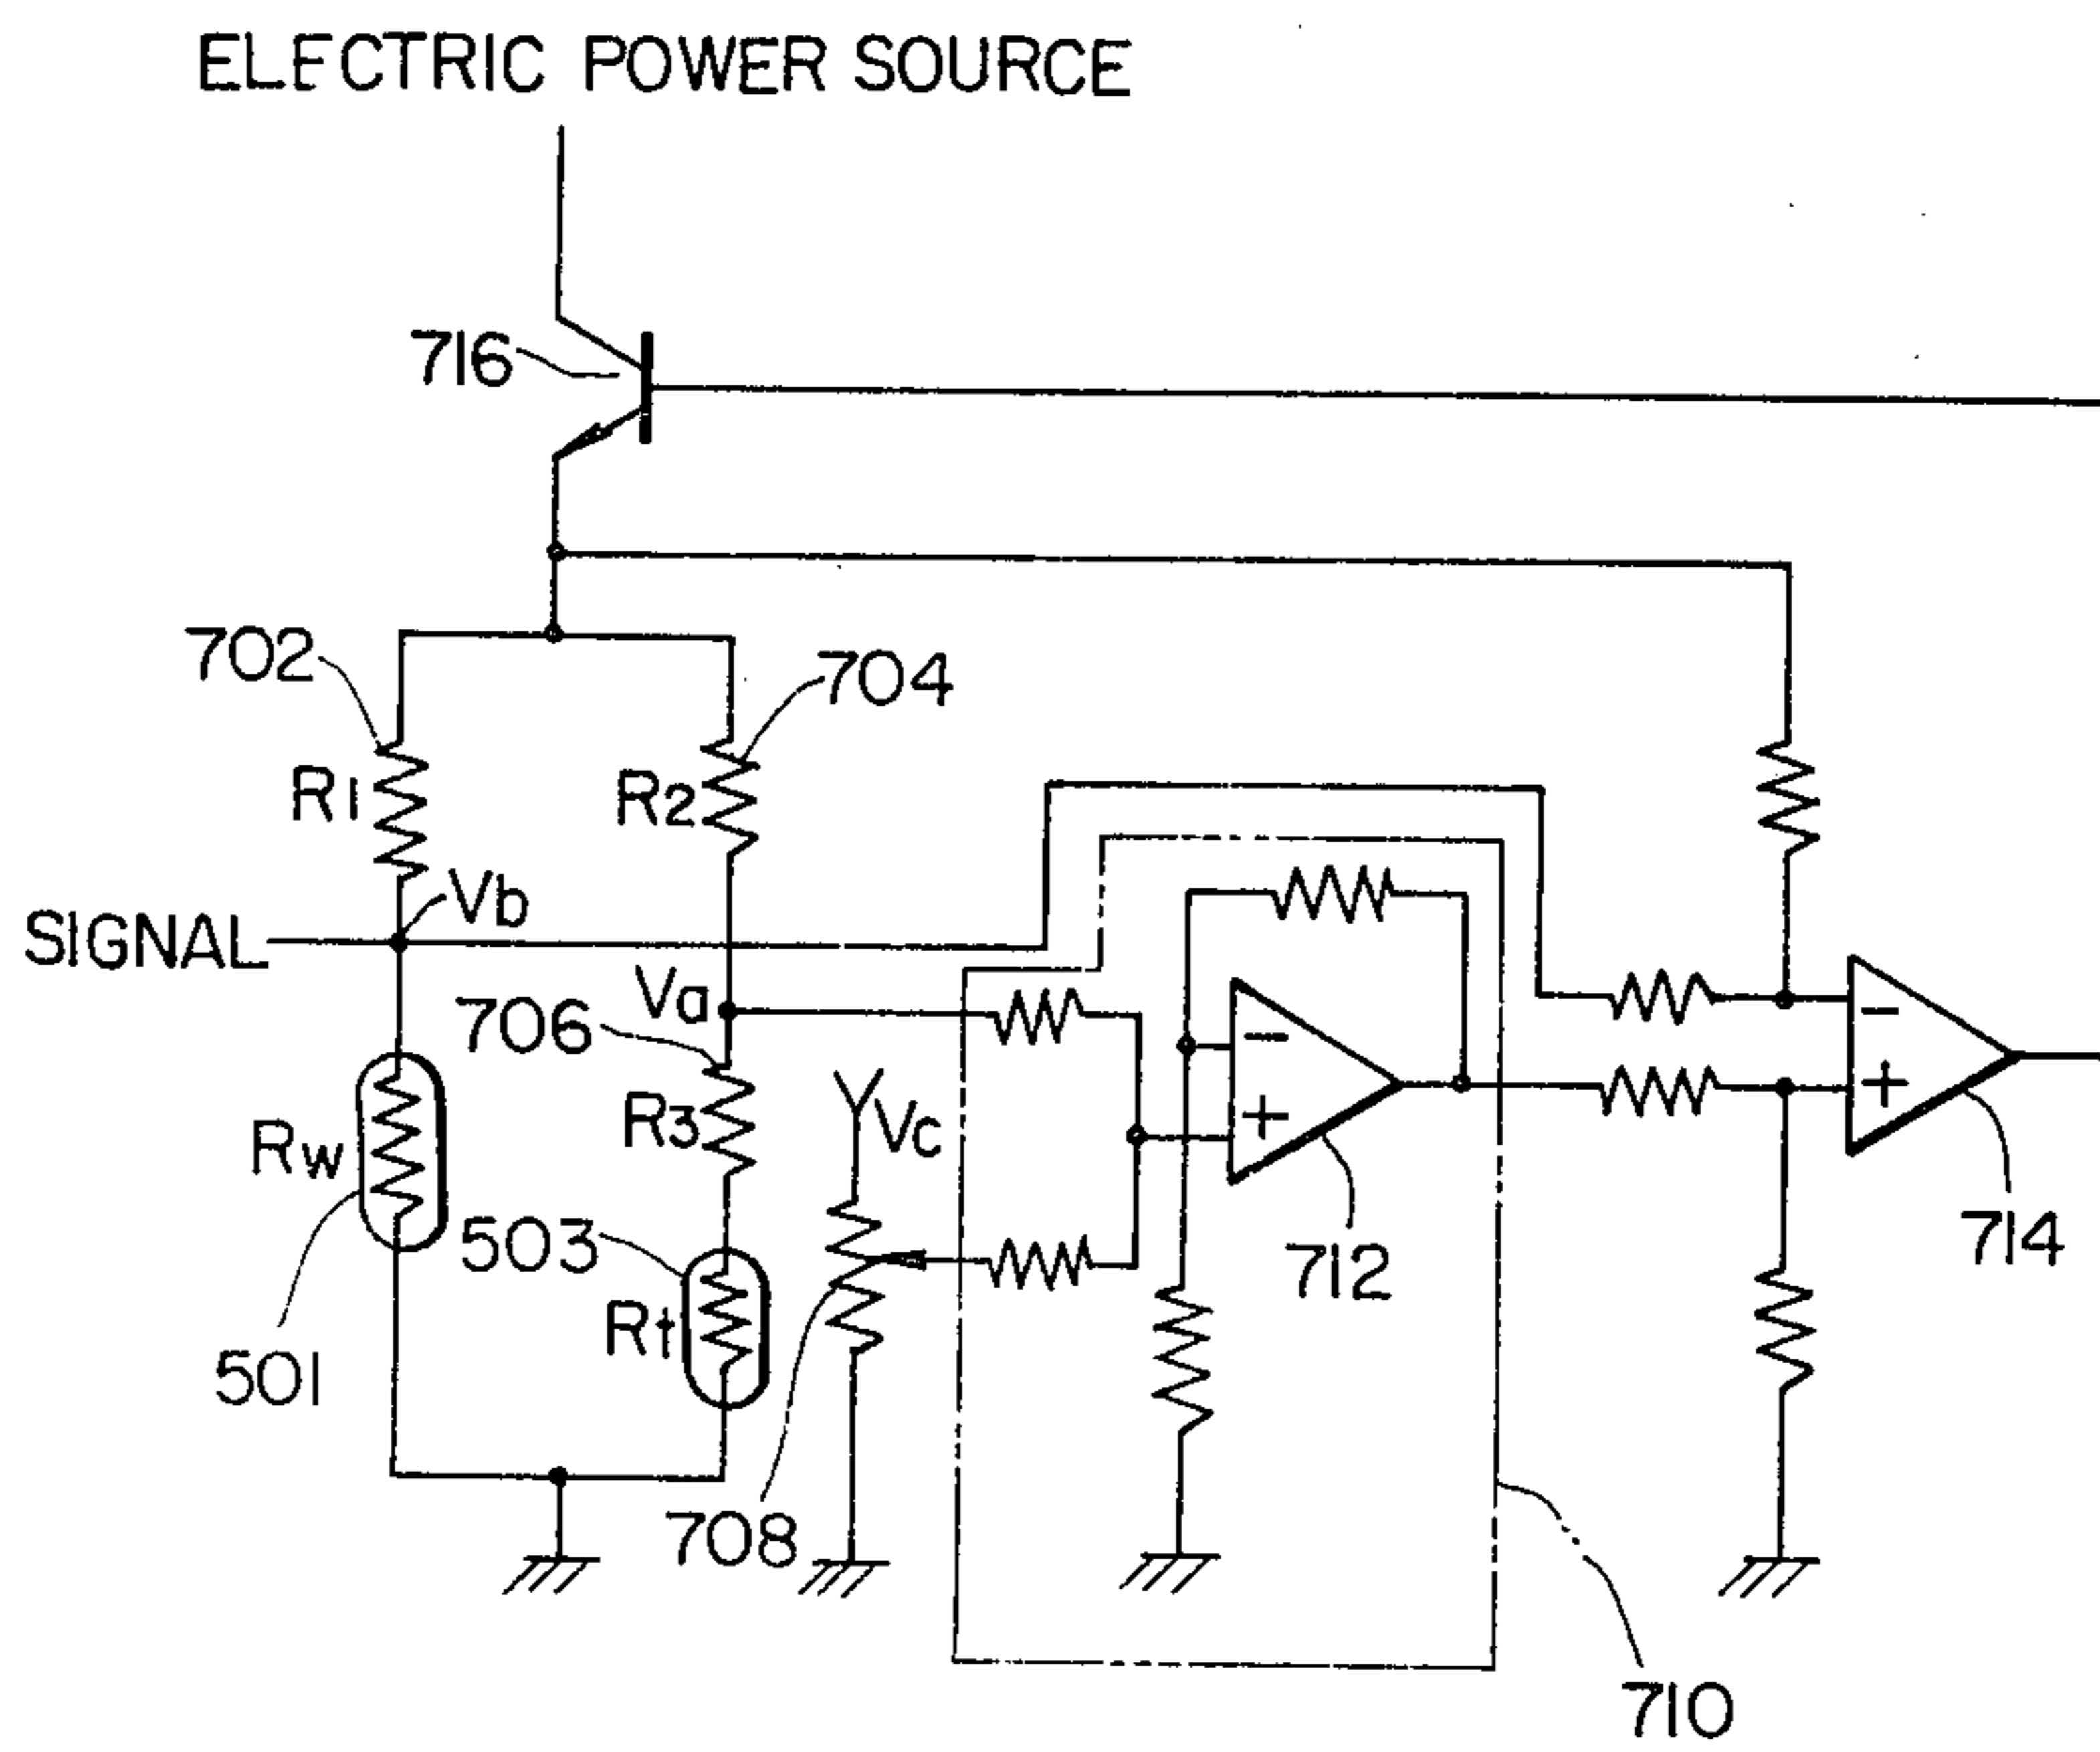 ELECTRIC POWER SOURCE
716
702
704
R1
R2
Vb
SIGNAL
Va
706
R3
Vc
Rw
503
Rt
501
708
-
+
712
-
+
714
710